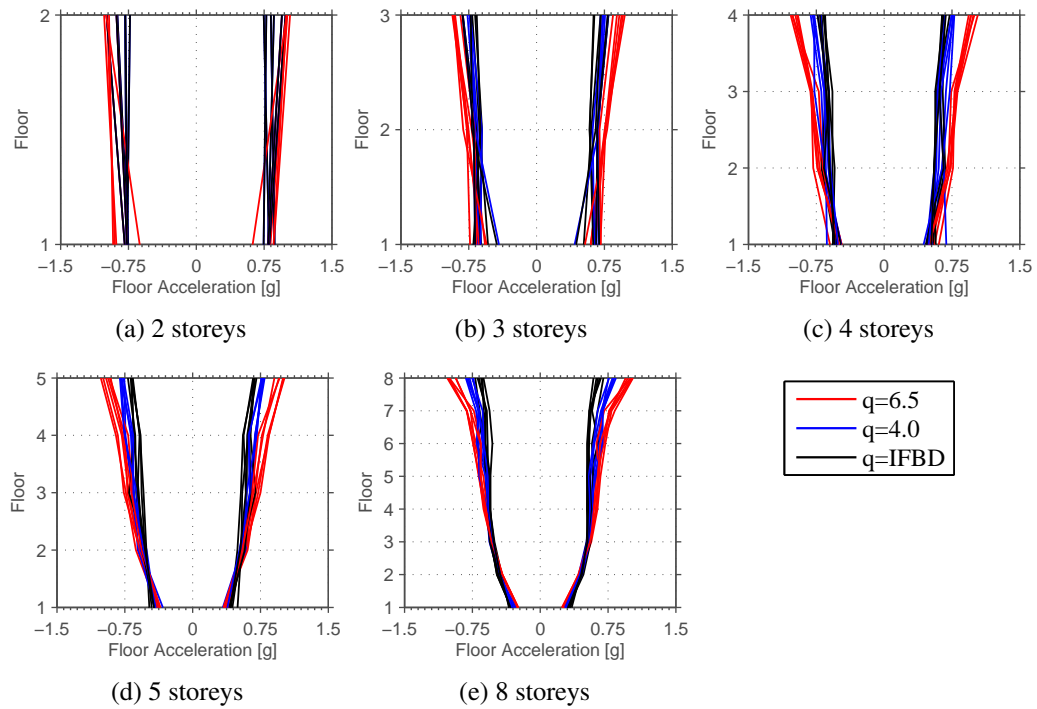 2
1
Floor
−1.5 −0.75 0 0.75 1.5
Floor Acceleration [g]
(a) 2 storeys
3
2
1
−1.5 −0.75 0 0.75 1.5
Floor Acceleration [g]
(b) 3 storeys
4
3
2
1
−1.5 −0.75 0 0.75 1.5
Floor Acceleration [g]
(c) 4 storeys
5
4
3
2
1
Floor
−1.5 −0.75 0 0.75 1.5
Floor Acceleration [g]
(d) 5 storeys
8
7
6
5
4
3
2
1
Floor
−1.5 −0.75 0 0.75 1.5
Floor Acceleration [g]
(e) 8 storeys
q=6.5
q=4.0
q=IFBD